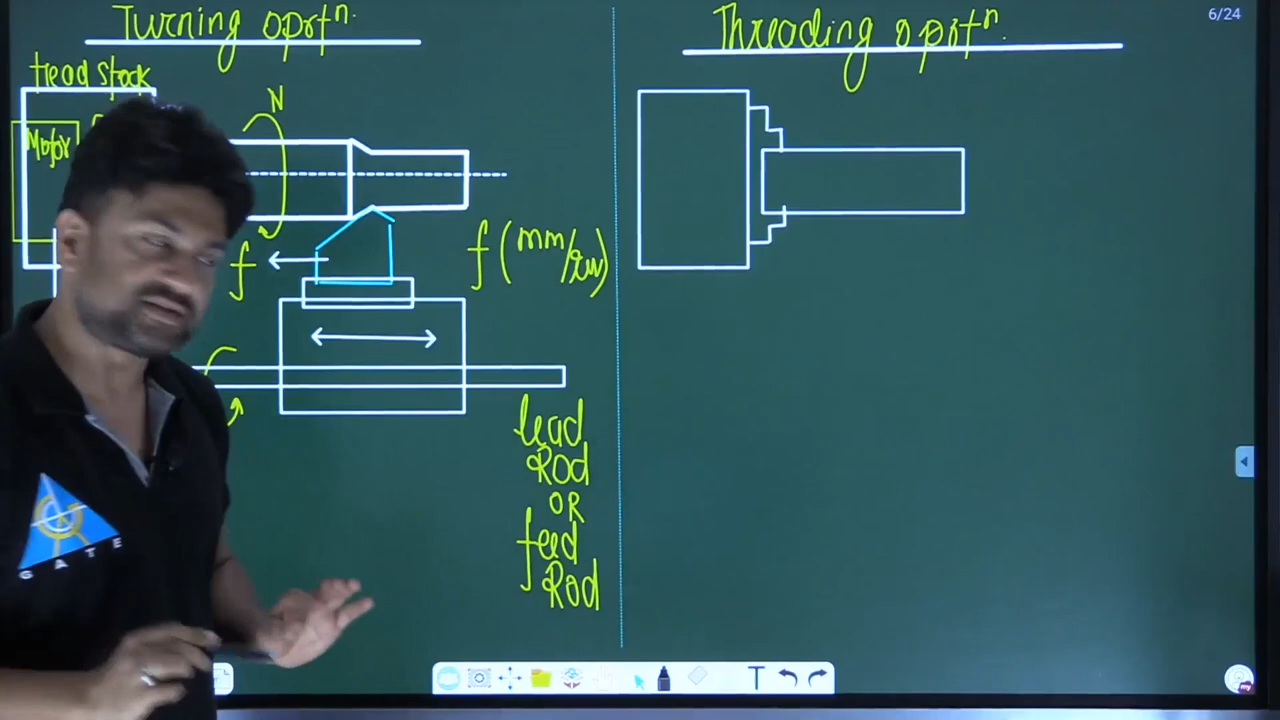 Turning oprtⁿ.
Threading oprtⁿ.
6/24
Head stock
Motor
N
f
f (mm/rev)
lead
Rod
OR
feed
Rod
GATE
T